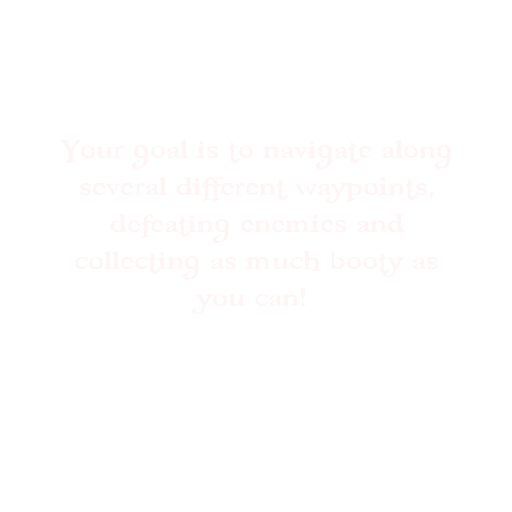 Your goal is to navigate along
several different waypoints,
defeating enemies and
collecting as much booty as
you can!